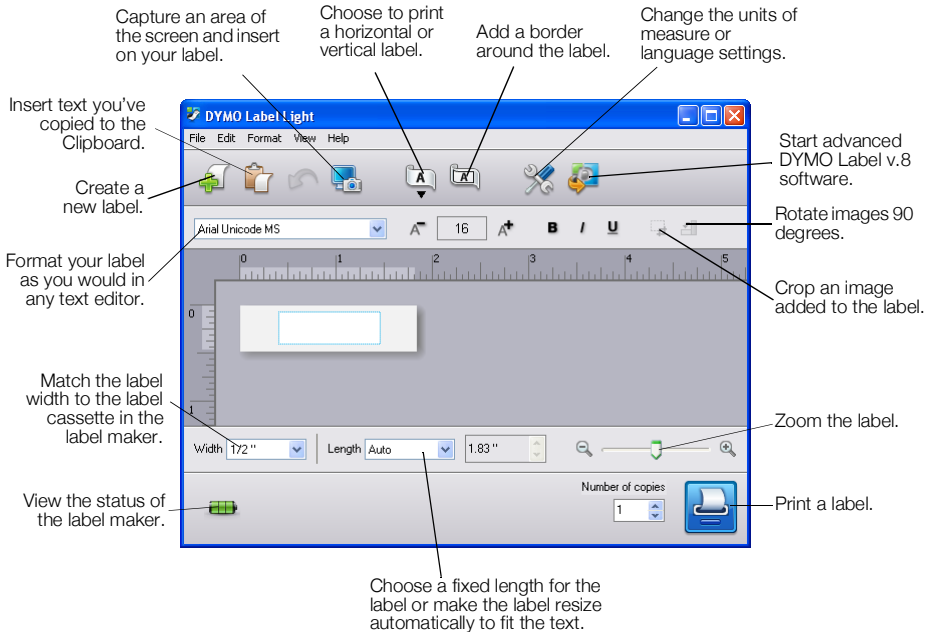 Capture an area of
the screen and insert
on your label.
Choose to print
a horizontal or
vertical label.
Add a border
around the label.
Change the units of
measure or
language settings.
Insert text you've
copied to the
Clipboard.
Create a
new label.
Format your label
as you would in
any text editor.
Match the label
width to the label
cassette in the
label maker.
View the status of
the label maker.
DYMO Label Light
File Edit Format View Help
A A
Arial Unicode MS A 16 A B I U
0 1 2 3 4 5
0
1
Width 1/2 " Length Auto 1.83 "
Number of copies
1
Start advanced
DYMO Label v.8
software.
Rotate images 90
degrees.
Crop an image
added to the label.
Zoom the label.
Print a label.
Choose a fixed length for the
label or make the label resize
automatically to fit the text.